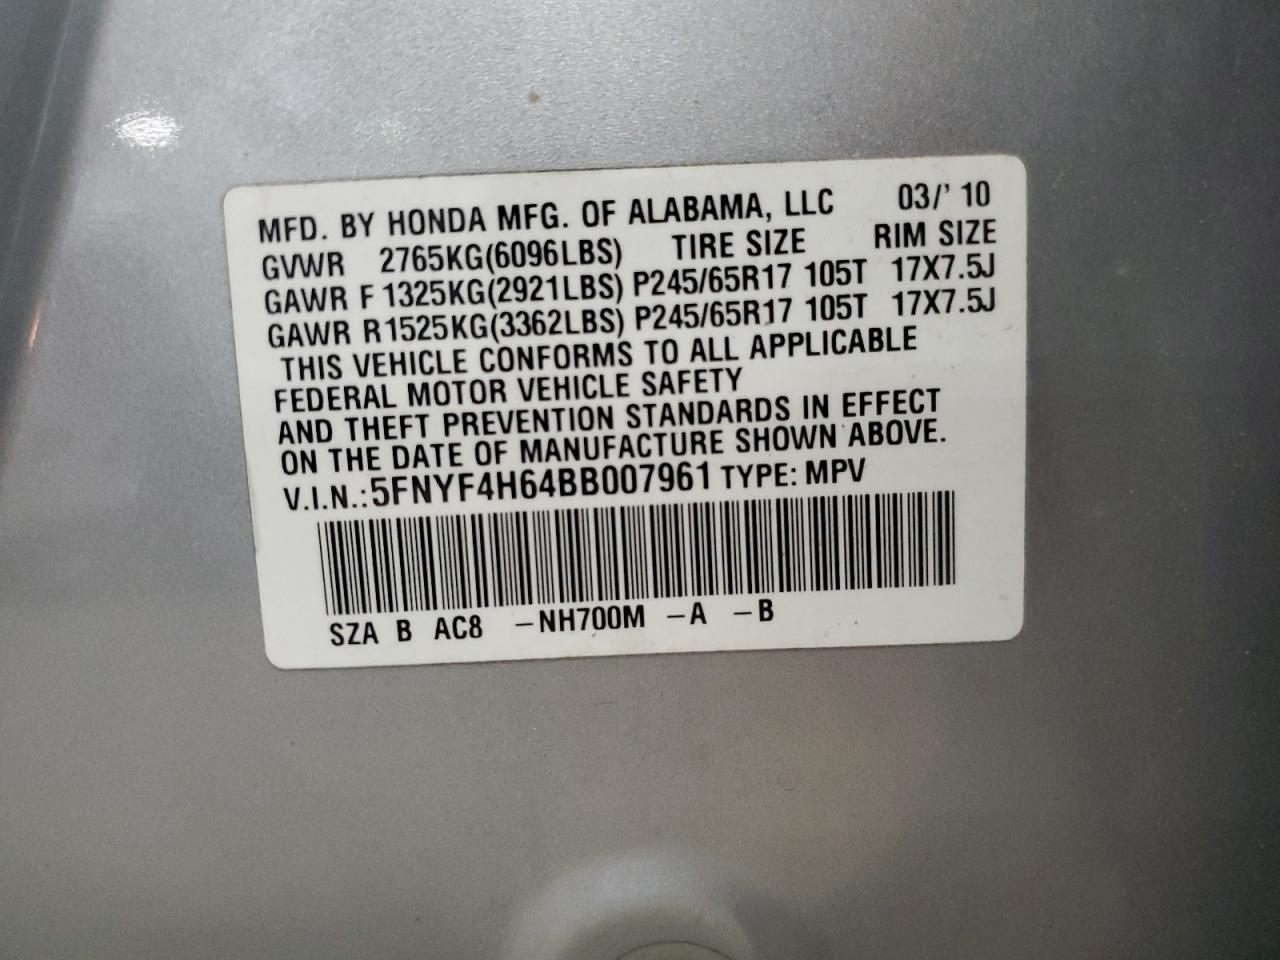 MFD. BY HONDA MFG. OF ALABAMA, LLC 03/' 10
GVWR 2765KG(6096LBS) TIRE SIZE RIM SIZE
GAWR F 1325KG(2921LBS) P245/65R17 105T 17X7.5J
GAWR R1525KG(3362LBS) P245/65R17 105T 17X7.5J
THIS VEHICLE CONFORMS TO ALL APPLICABLE
FEDERAL MOTOR VEHICLE SAFETY
AND THEFT PREVENTION STANDARDS IN EFFECT
ON THE DATE OF MANUFACTURE SHOWN ABOVE.
V.I.N.:5FNYF4H64BB007961 TYPE: MPV
SZA B AC8 -NH700M -A -B